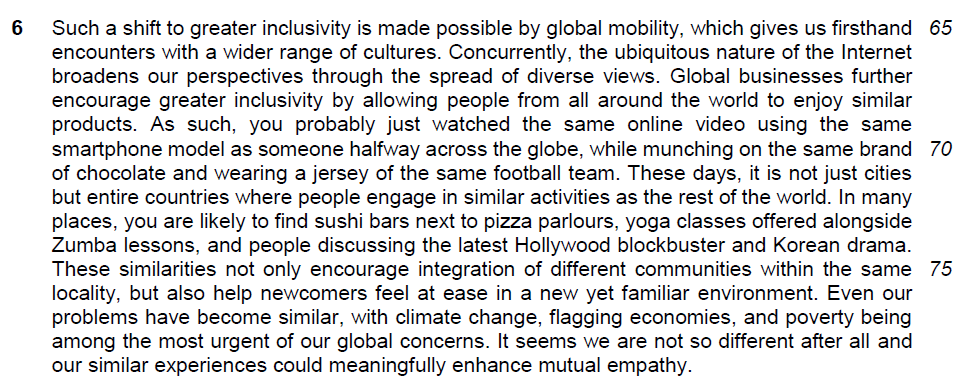 6 Such a shift to greater inclusivity is made possible by global mobility, which gives us firsthand 65
encounters with a wider range of cultures. Concurrently, the ubiquitous nature of the Internet
broadens our perspectives through the spread of diverse views. Global businesses further
encourage greater inclusivity by allowing people from all around the world to enjoy similar
products. As such, you probably just watched the same online video using the same
smartphone model as someone halfway across the globe, while munching on the same brand 70
of chocolate and wearing a jersey of the same football team. These days, it is not just cities
but entire countries where people engage in similar activities as the rest of the world. In many
places, you are likely to find sushi bars next to pizza parlours, yoga classes offered alongside
Zumba lessons, and people discussing the latest Hollywood blockbuster and Korean drama.
These similarities not only encourage integration of different communities within the same 75
locality, but also help newcomers feel at ease in a new yet familiar environment. Even our
problems have become similar, with climate change, flagging economies, and poverty being
among the most urgent of our global concerns. It seems we are not so different after all and
our similar experiences could meaningfully enhance mutual empathy.